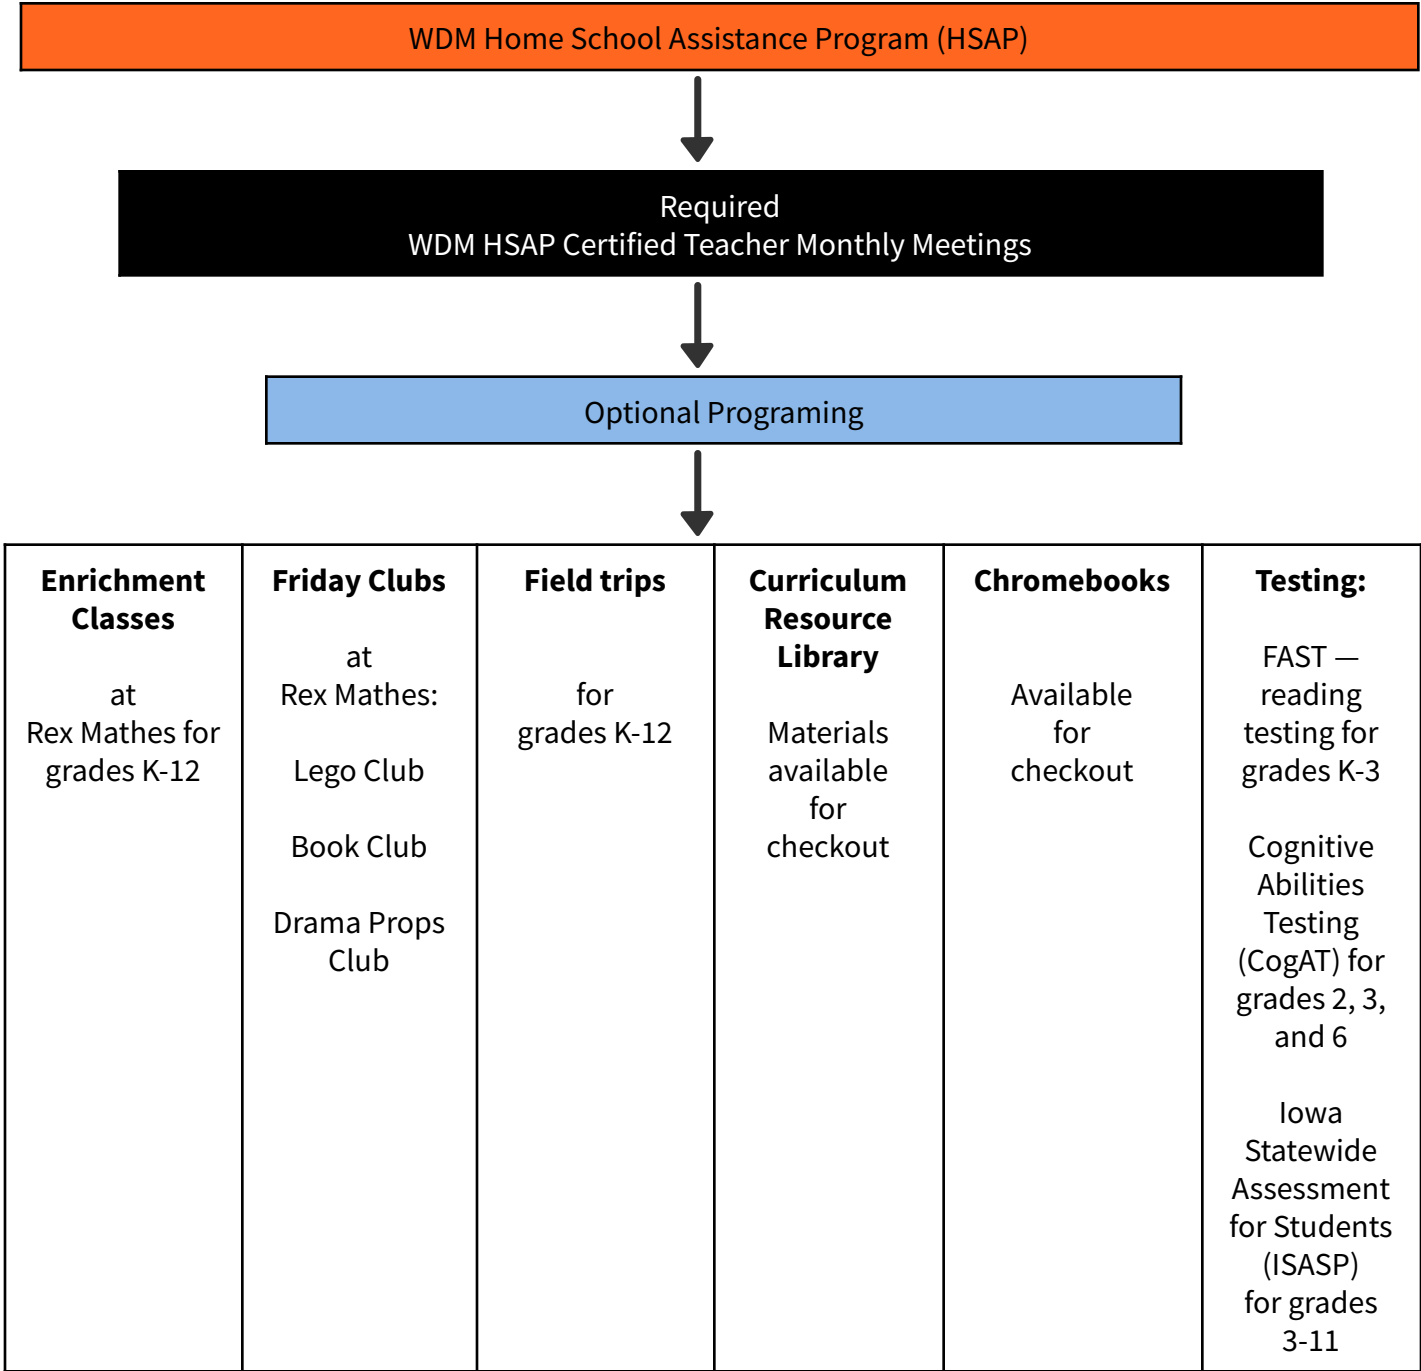 WDM Home School Assistance Program (HSAP)
Required
WDM HSAP Certified Teacher Monthly Meetings
Optional Programing
Enrichment
Classes
at
Rex Mathes for
grades K-12
Friday Clubs
at
Rex Mathes:
Lego Club
Book Club
Drama Props
Club
Field trips
for
grades K-12
Curriculum
Resource
Library
Materials
available
for
checkout
Chromebooks
Available
for
checkout
Testing:
FAST —
reading
testing for
grades K-3
Cognitive
Abilities
Testing
(CogAT) for
grades 2, 3,
and 6
Iowa
Statewide
Assessment
for Students
(ISASP)
for grades
3-11